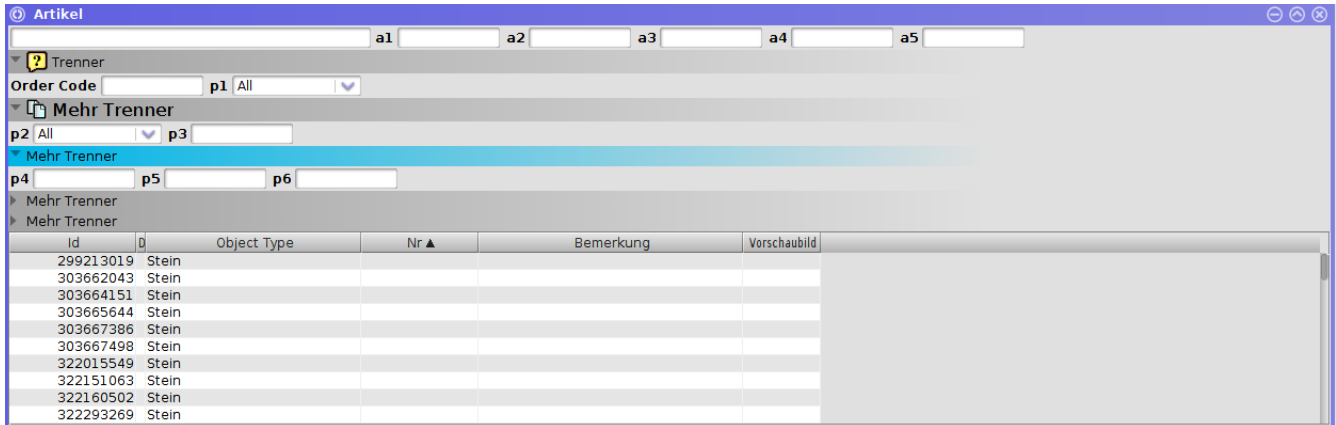 Artikel
a1 a2 a3 a4 a5
? Trenner
Order Code p1 All
Mehr Trenner
p2 All p3
Mehr Trenner
p4 p5 p6
Mehr Trenner
Mehr Trenner
Id D Object Type Nr ▲ Bemerkung Vorschaubild
299213019 Stein
303662043 Stein
303664151 Stein
303665644 Stein
303667386 Stein
303667498 Stein
322015549 Stein
322151063 Stein
322160502 Stein
322293269 Stein